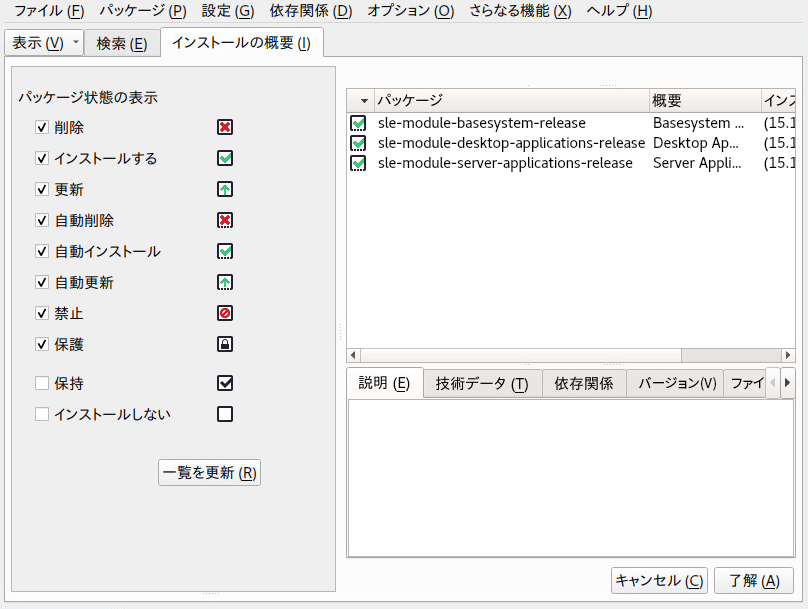 ファイル (F) パッケージ (P) 設定 (G) 依存関係 (D) オプション (O) さらなる機能 (X) ヘルプ (H)
表示 (V) 検索 (E) インストールの概要 (I)
パッケージ状態の表示
削除
インストールする
更新
自動削除
自動インストール
自動更新
禁止
保護
保持
インストールしない
一覧を更新 (R)
パッケージ 概要 インス
sle-module-basesystem-release Basesystem ... (15.1
sle-module-desktop-applications-release Desktop Ap... (15.1
sle-module-server-applications-release Server Appli... (15.1
説明 (E) 技術データ (T) 依存関係 バージョン(V) ファイ
キャンセル (C) 了解 (A)